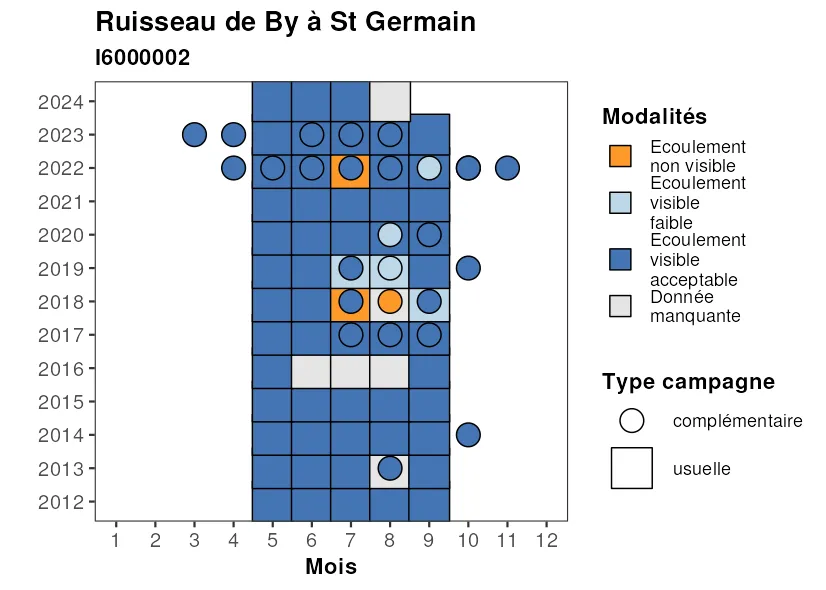 Ruisseau de By à St Germain
I6000002
2024
2023
2022
2021
2020
2019
2018
2017
2016
2015
2014
2013
2012
1 2 3 4 5 6 7 8 9 10 11 12
Mois
Modalités
Ecoulement
non visible
Ecoulement
visible
faible
Ecoulement
visible
acceptable
Donnée
manquante
Type campagne
complémentaire
usuelle